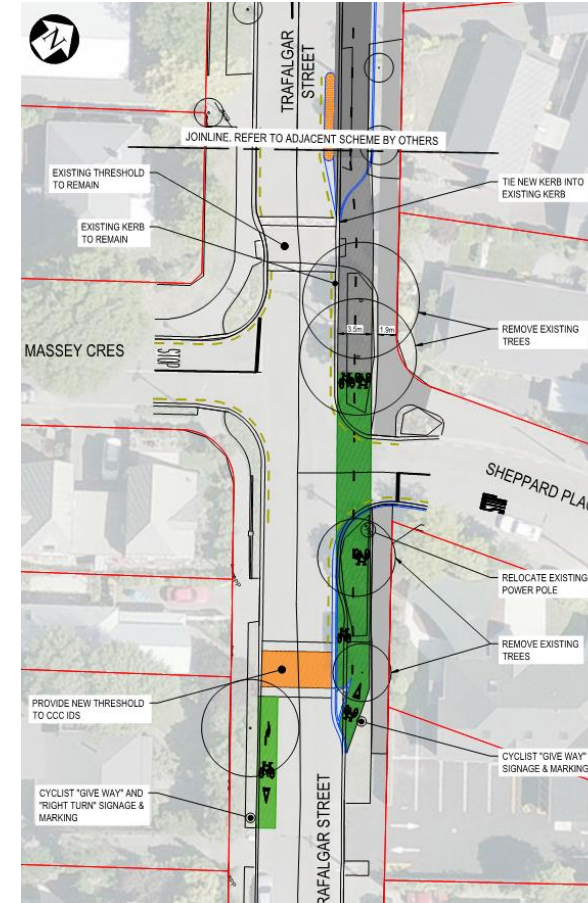 N
TRAFALGAR
STREET
JOINLINE. REFER TO ADJACENT SCHEME BY OTHERS
EXISTING THRESHOLD
TO REMAIN
TIE NEW KERB INTO
EXISTING KERB
EXISTING KERB
TO REMAIN
3.5m
1.9m
REMOVE EXISTING
TREES
MASSEY CRES
STOP
SHEPPARD PLAC
RELOCATE EXISTING
POWER POLE
REMOVE EXISTING
TREES
PROVIDE NEW THRESHOLD
TO CCC IDS
CYCLIST "GIVE WAY"
SIGNAGE & MARKING
CYCLIST "GIVE WAY" AND
"RIGHT TURN" SIGNAGE &
MARKING
RAFALGAR STREET